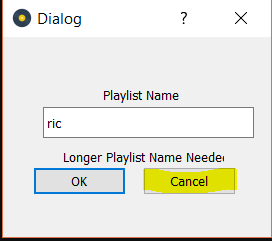 Dialog
?
Playlist Name
ric
Longer Playlist Name Neede
OK
Cancel